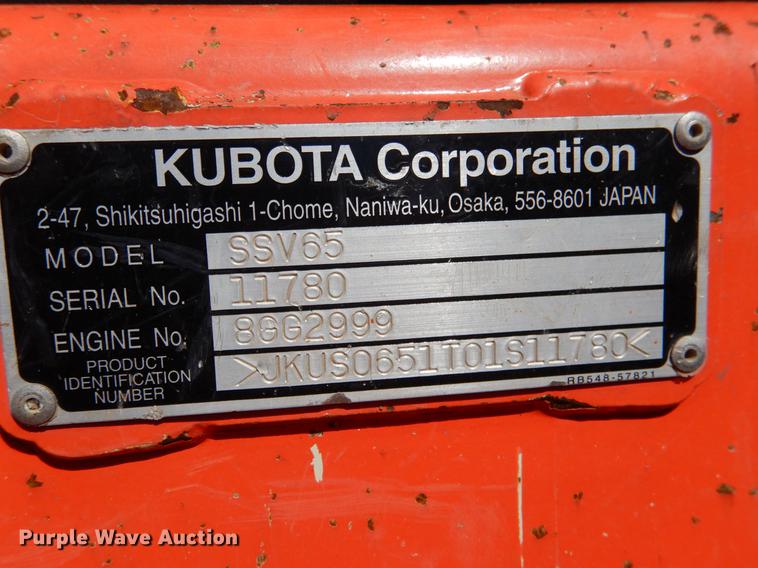 KUBOTA Corporation
2-47, Shikitsuhigashi 1-Chome, Naniwa-ku, Osaka, 556-8601 JAPAN
MODEL SSV65
SERIAL No. 11780
ENGINE No. 8GG2999
PRODUCT
IDENTIFICATION
NUMBER
>JKUS0651T01S11780<
RB548-57821
Purple Wave Auction